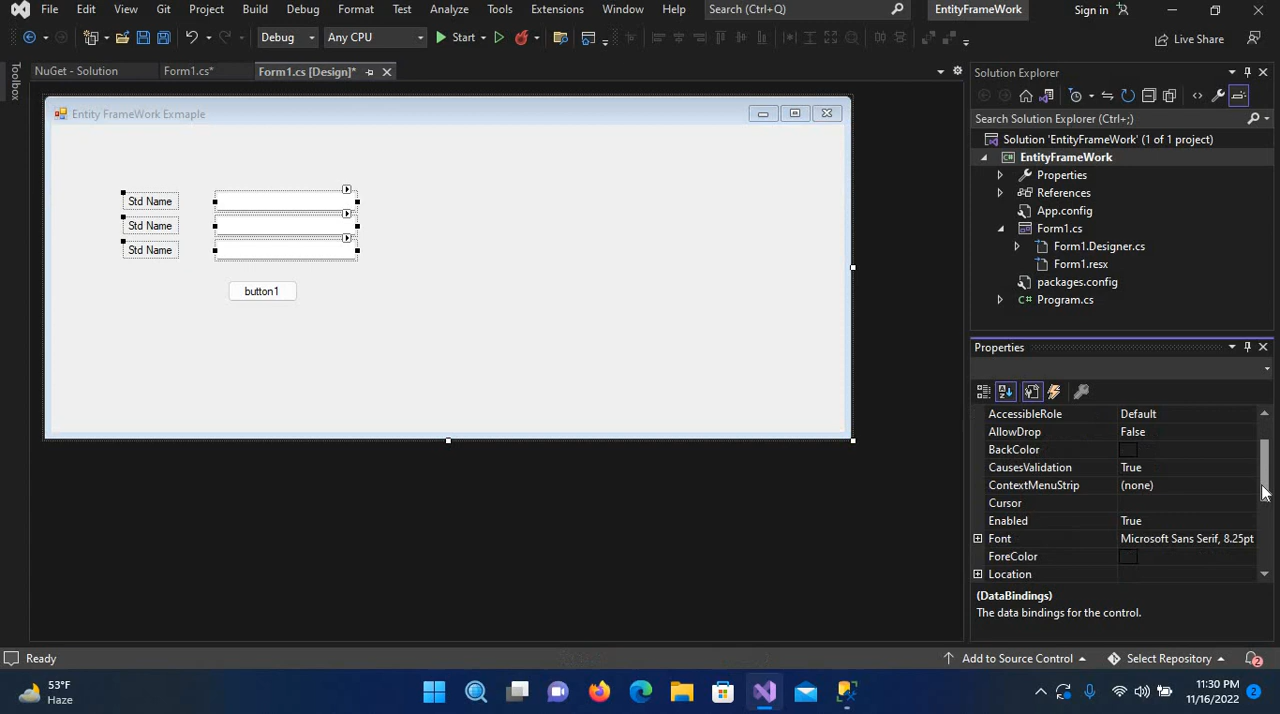 File Edit View Git Project Build Debug Format Test Analyze Tools Extensions Window Help Search (Ctrl+Q) EntityFrameWork Sign in
Debug Any CPU Start Live Share
NuGet - Solution Form1.cs* Form1.cs [Design]*
Toolbox
Entity FrameWork Exmaple
Std Name
Std Name
Std Name
button1
Solution Explorer
Search Solution Explorer (Ctrl+;)
Solution 'EntityFrameWork' (1 of 1 project)
EntityFrameWork
Properties
References
App.config
Form1.cs
Form1.Designer.cs
Form1.resx
packages.config
Program.cs
Properties
AccessibleRole Default
AllowDrop False
BackColor
CausesValidation True
ContextMenuStrip (none)
Cursor
Enabled True
Font Microsoft Sans Serif, 8.25pt
ForeColor
Location
(DataBindings)
The data bindings for the control.
Ready Add to Source Control Select Repository 2
53°F
Haze
11:30 PM
11/16/2022 2